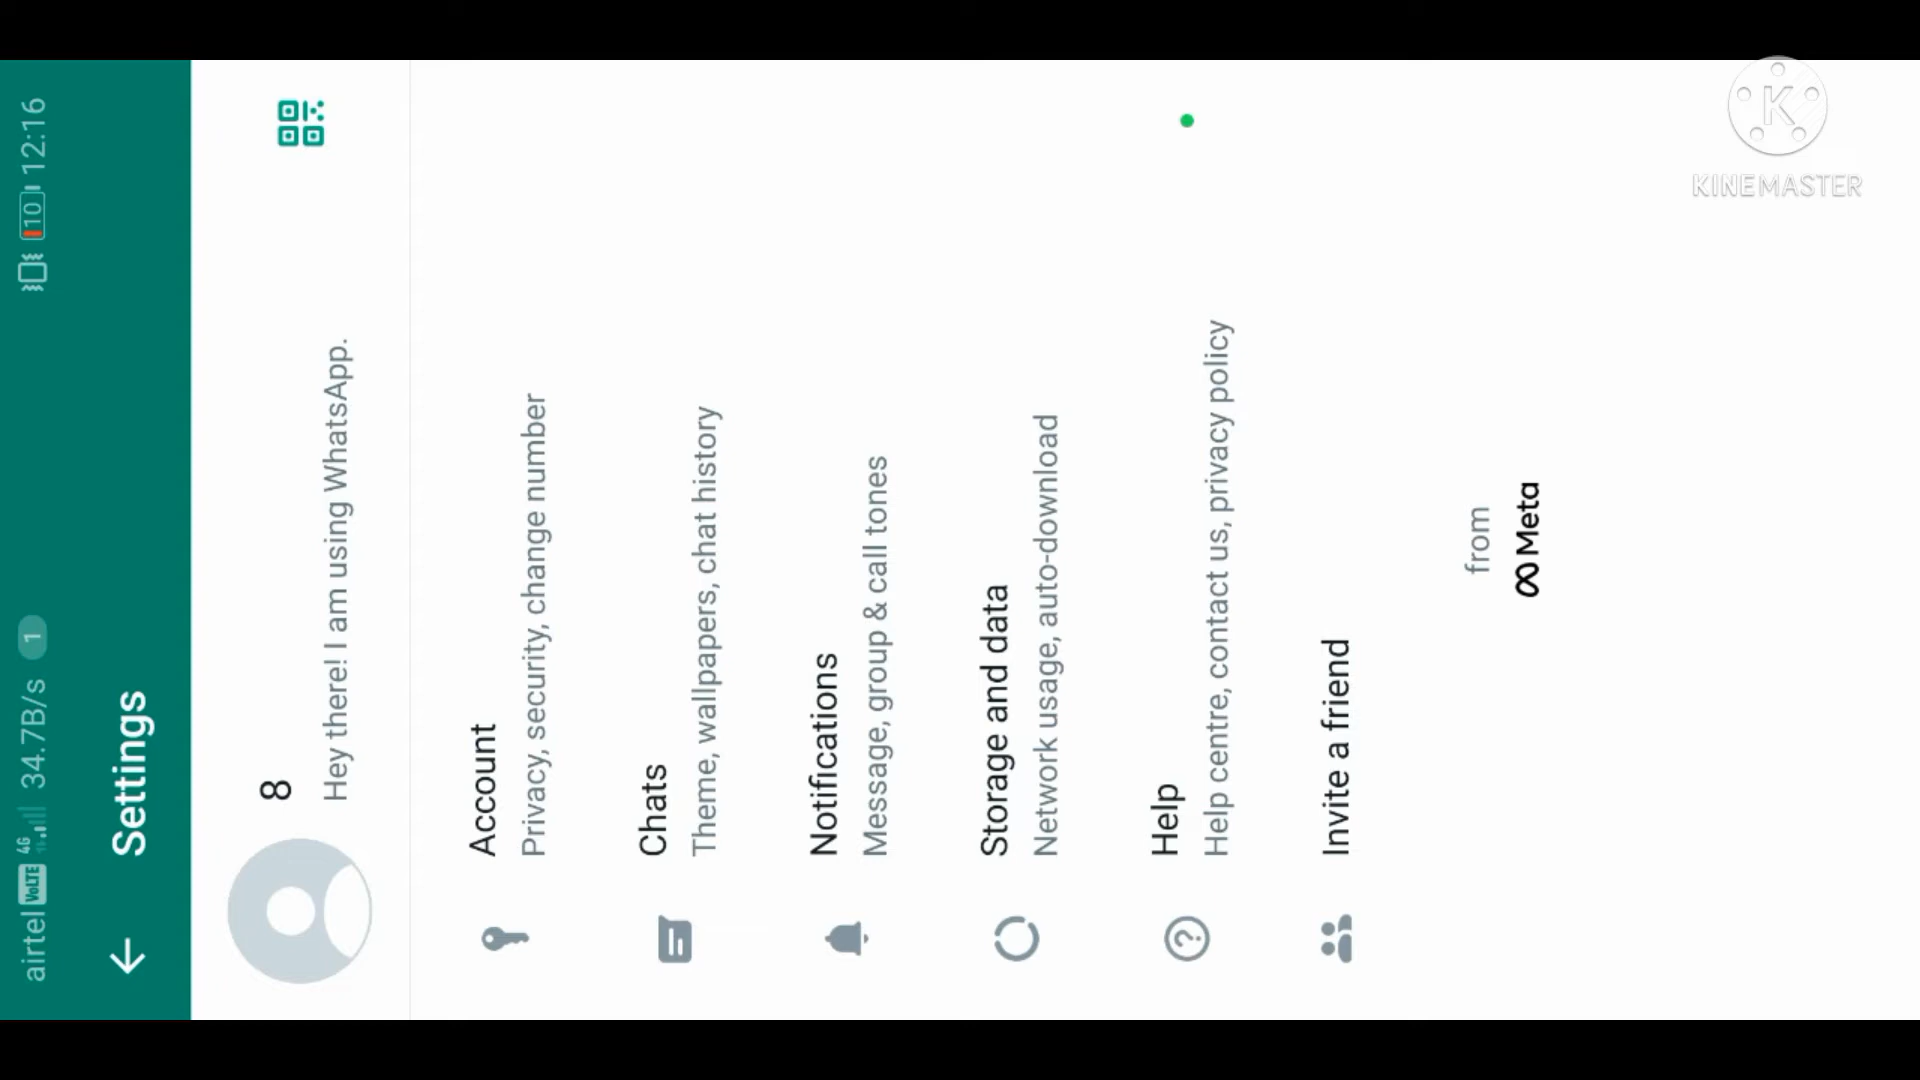 airtel VoLTE 4G 34.7B/s 1 10 12:16
Settings
8
Hey there! I am using WhatsApp.
Account
Privacy, security, change number
Chats
Theme, wallpapers, chat history
Notifications
Message, group & call tones
Storage and data
Network usage, auto-download
Help
Help centre, contact us, privacy policy
Invite a friend
from
Meta
K
KINEMASTER